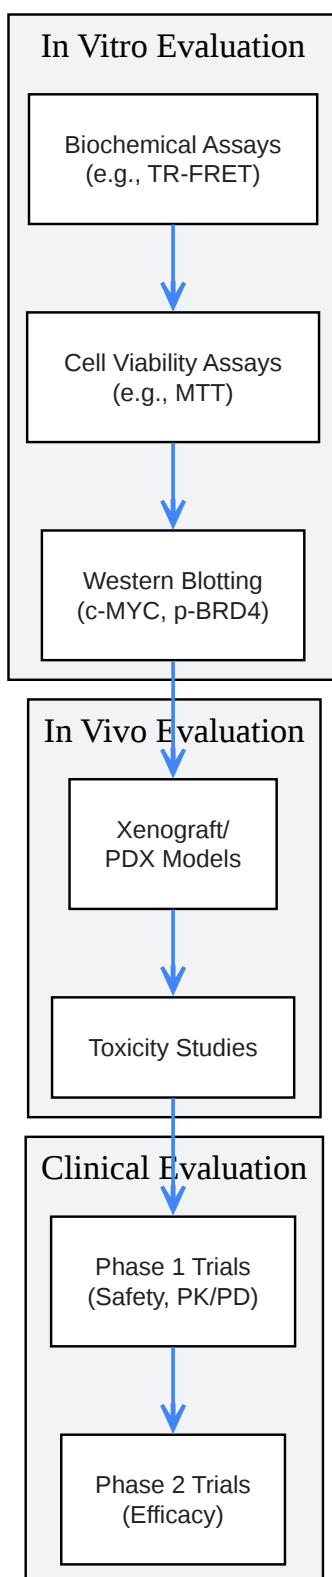 In Vitro Evaluation
Biochemical Assays
(e.g., TR-FRET)
Cell Viability Assays
(e.g., MTT)
Western Blotting
(c-MYC, p-BRD4)
In Vivo Evaluation
Xenograft/
PDX Models
Toxicity Studies
Clinical Evaluation
Phase 1 Trials
(Safety, PK/PD)
Phase 2 Trials
(Efficacy)